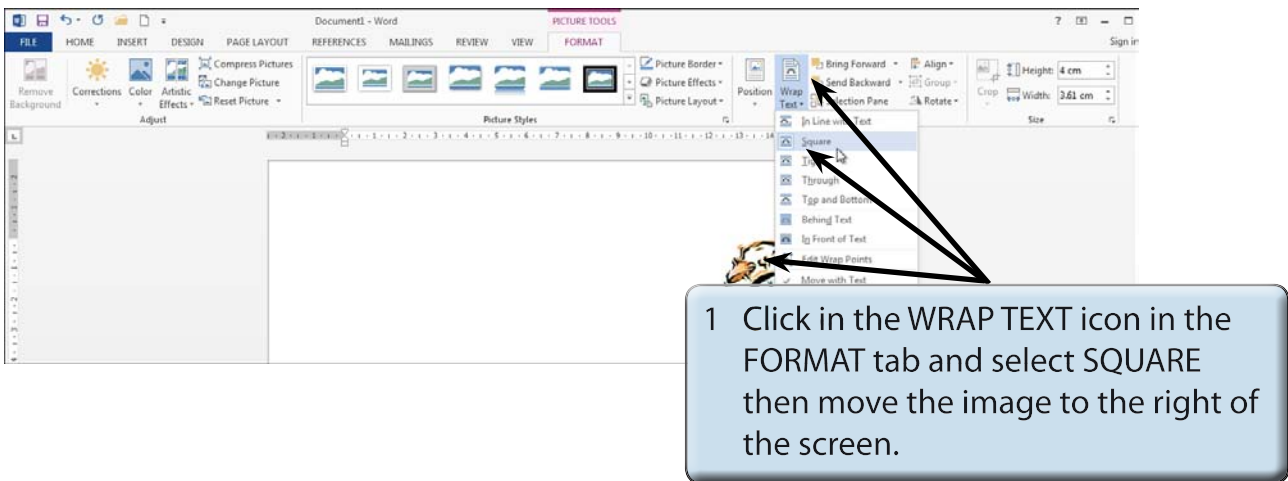 Document1 - Word PICTURE TOOLS ?
FILE HOME INSERT DESIGN PAGE LAYOUT REFERENCES MAILINGS REVIEW VIEW FORMAT Sign in
Remove Background
Corrections
Color
Artistic Effects
Compress Pictures
Change Picture
Reset Picture
Adjust
Picture Styles
Picture Border
Picture Effects
Picture Layout
Position
Wrap Text
Bring Forward
Send Backward
Selection Pane
Align
Group
Rotate
Crop
Height: 4 cm
Width: 3.61 cm
Size
In Line with Text
Square
Through
Top and Bottom
Behind Text
In Front of Text
Edit Wrap Points
Move with Text
1 Click in the WRAP TEXT icon in the
FORMAT tab and select SQUARE
then move the image to the right of
the screen.